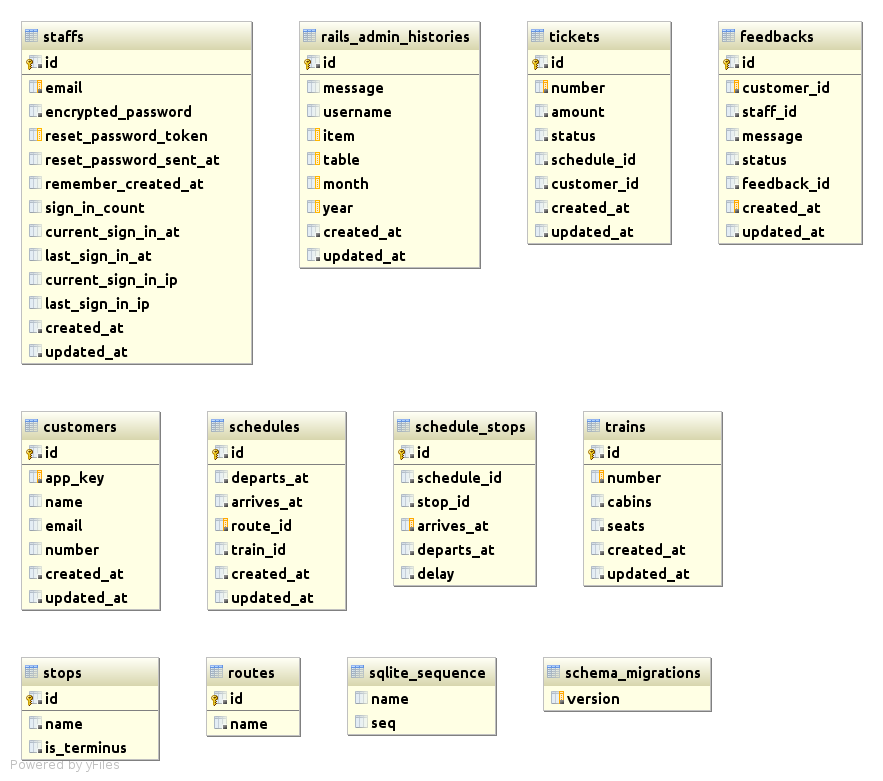 staffs
id
email
encrypted_password
reset_password_token
reset_password_sent_at
remember_created_at
sign_in_count
current_sign_in_at
last_sign_in_at
current_sign_in_ip
last_sign_in_ip
created_at
updated_at
rails_admin_histories
id
message
username
item
table
month
year
created_at
updated_at
tickets
id
number
amount
status
schedule_id
customer_id
created_at
updated_at
feedbacks
id
customer_id
staff_id
message
status
feedback_id
created_at
updated_at
customers
id
app_key
name
email
number
created_at
updated_at
schedules
id
departs_at
arrives_at
route_id
train_id
created_at
updated_at
schedule_stops
id
schedule_id
stop_id
arrives_at
departs_at
delay
trains
id
number
cabins
seats
created_at
updated_at
stops
id
name
is_terminus
routes
id
name
sqlite_sequence
name
seq
schema_migrations
version
Powered by yFiles